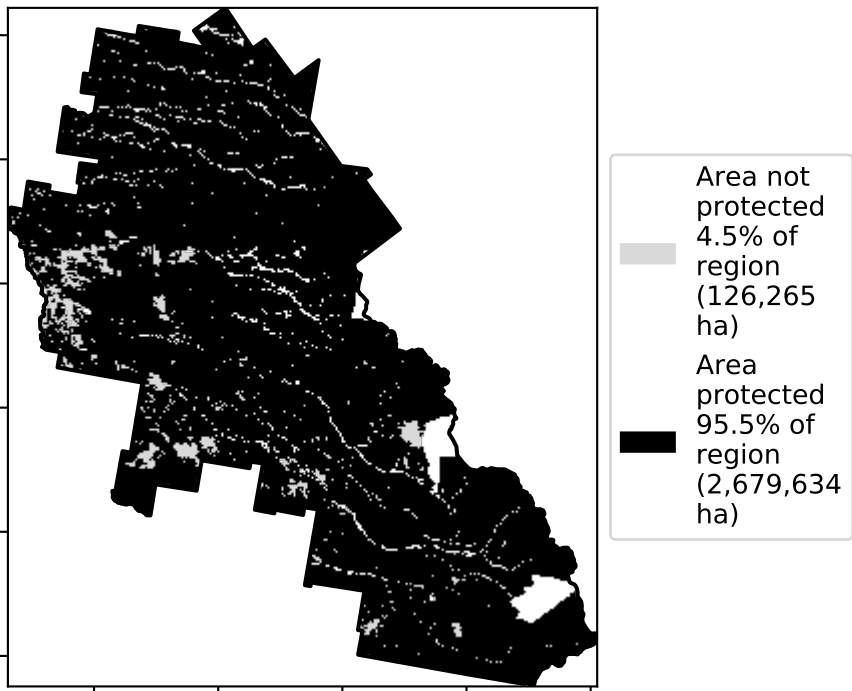 Area not
protected
4.5% of
region
(126,265
ha)
Area
protected
95.5% of
region
(2,679,634
ha)